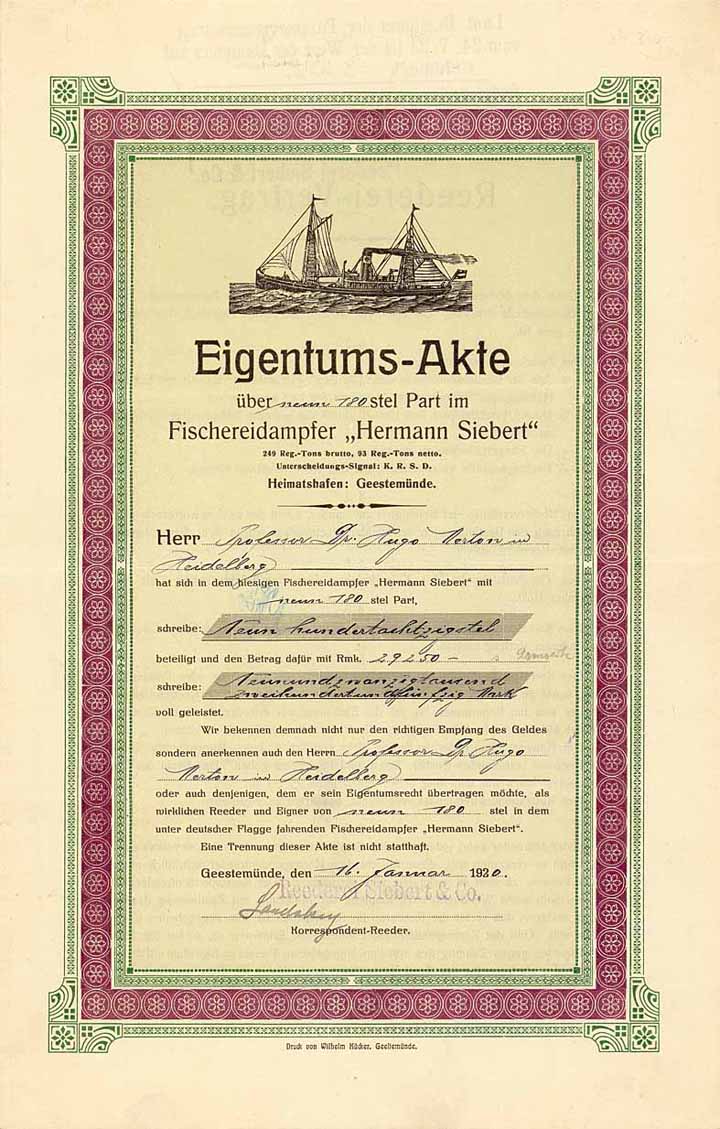 Eigentums-Akte
über neun 180 stel Part im
Fischereidampfer „Hermann Siebert“
249 Reg.-Tons brutto, 93 Reg.-Tons netto.
Unterscheidungs-Signal: K. R. S. D.
Heimatshafen: Geestemünde.
Herr Professor Dr. Hugo Merton in
Heidelberg
hat sich in dem hiesigen Fischereidampfer „Hermann Siebert“ mit
neun 180 stel Part,
schreibe: Neun hundertachtzigstel
beteiligt und den Betrag dafür mit Rmk. 29250 –
schreibe: Neunundzwanzigtausend
zweihundertundfünfzig Mark
voll geleistet.
Wir bekennen demnach nicht nur den richtigen Empfang des Geldes
sondern anerkennen auch den Herrn Professor Dr. Hugo
Merton in Heidelberg
oder auch denjenigen, dem er sein Eigentumsrecht übertragen möchte, als
wirklichen Reeder und Eigner von neun 180 stel in dem
unter deutscher Flagge fahrenden Fischereidampfer „Hermann Siebert“.
Eine Trennung dieser Akte ist nicht statthaft.
Geestemünde, den 16. Januar 1920.
Reederei Siebert & Co.
Korrespondent-Reeder.
Druck von Wilhelm Kücker, Geestemünde.